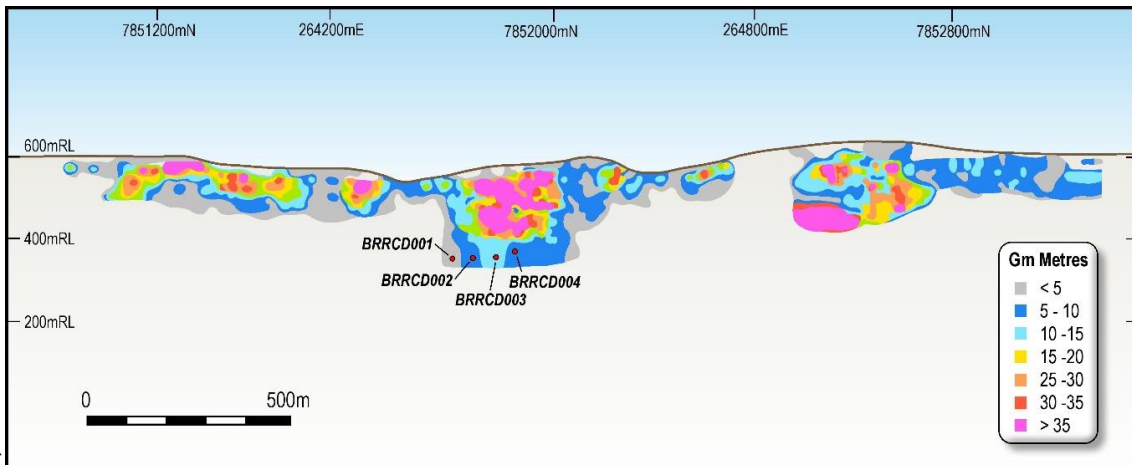 7851200mN 264200mE 7852000mN 264800mE 7852800mN
600mRL
400mRL
200mRL
BRRCD001
BRRCD002
BRRCD003
BRRCD004
0 500m
Gm Metres
< 5
5 - 10
10 -15
15 -20
25 -30
30 -35
> 35